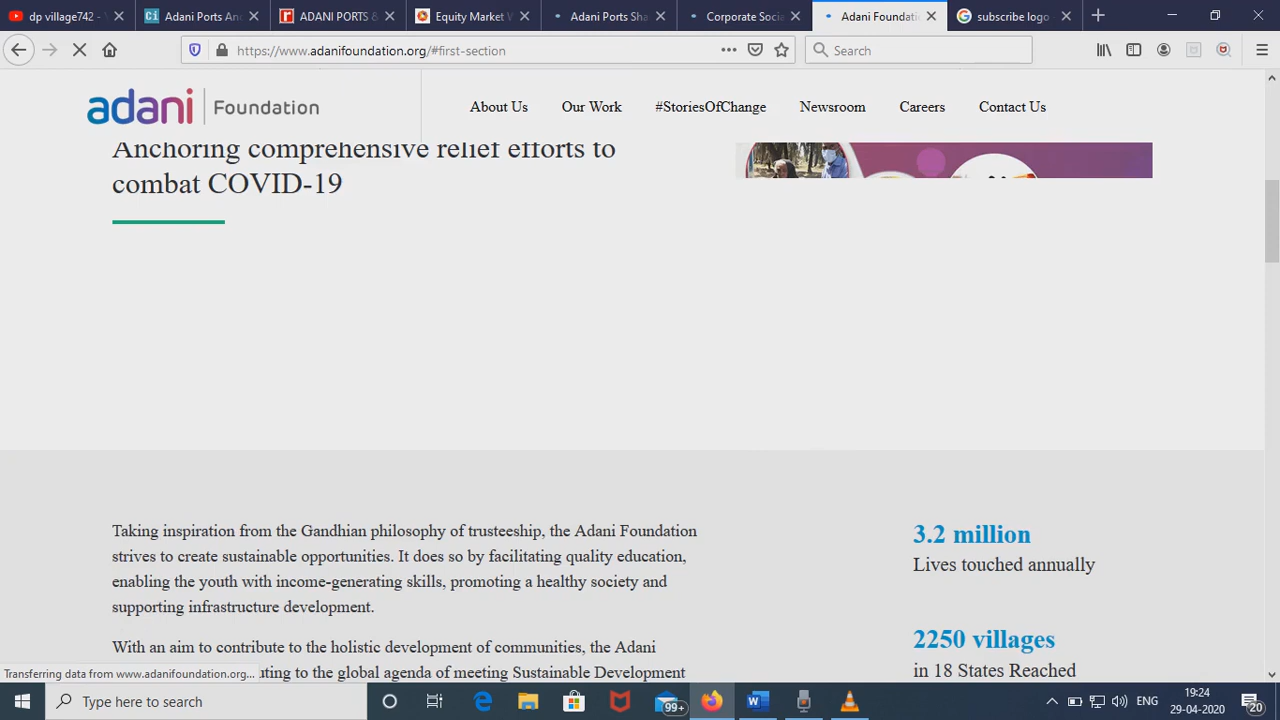 dp village742 -
Adani Ports An
ADANI PORTS &
Equity Market W
Adani Ports Sha
Corporate Socia
Adani Foundatio
subscribe logo
https://www.adanifoundation.org/#first-section
Search
adani Foundation
About Us
Our Work
#StoriesOfChange
Newsroom
Careers
Contact Us
Anchoring comprehensive relief efforts to
combat COVID-19
Taking inspiration from the Gandhian philosophy of trusteeship, the Adani Foundation
strives to create sustainable opportunities. It does so by facilitating quality education,
enabling the youth with income-generating skills, promoting a healthy society and
supporting infrastructure development.
With an aim to contribute to the holistic development of communities, the Adani
uting to the global agenda of meeting Sustainable Development
3.2 million
Lives touched annually
2250 villages
in 18 States Reached
Transferring data from www.adanifoundation.org...
Type here to search
99+
ENG
19:24
29-04-2020
20